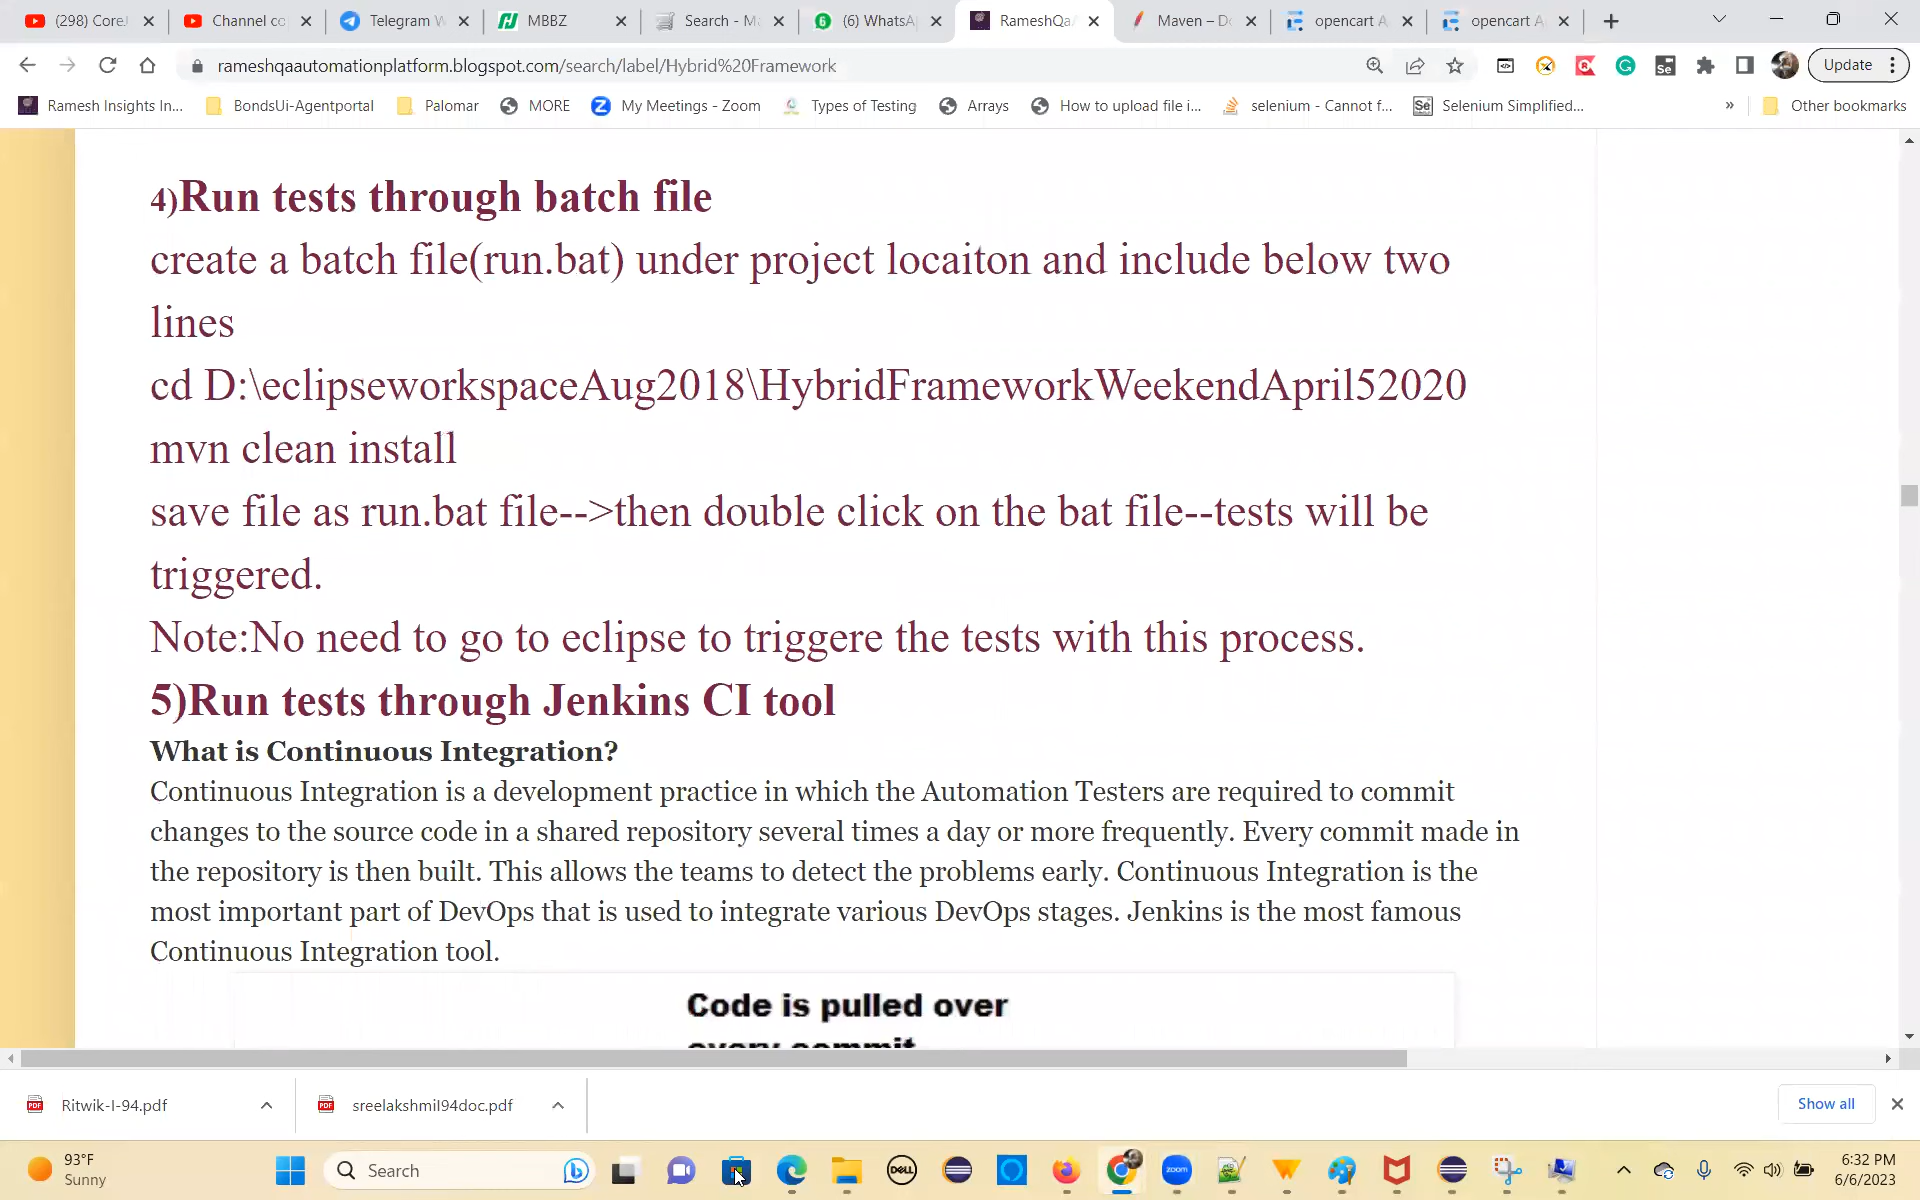 (298) CoreJ
Channel co
Telegram W
MBBZ
Search - M
(6) WhatsA
RameshQaA
Maven – Do
opencart A
opencart A
rameshqaautomationplatform.blogspot.com/search/label/Hybrid%20Framework
Update
Ramesh Insights In...
BondsUi-Agentportal
Palomar
MORE
My Meetings - Zoom
Types of Testing
Arrays
How to upload file i...
selenium - Cannot f...
Selenium Simplified...
»
Other bookmarks
4)Run tests through batch file
create a batch file(run.bat) under project locaiton and include below two
lines
cd D:\eclipseworkspaceAug2018\HybridFrameworkWeekendApril52020
mvn clean install
save file as run.bat file-->then double click on the bat file--tests will be
triggered.
Note:No need to go to eclipse to triggere the tests with this process.
5)Run tests through Jenkins CI tool
What is Continuous Integration?
Continuous Integration is a development practice in which the Automation Testers are required to commit
changes to the source code in a shared repository several times a day or more frequently. Every commit made in
the repository is then built. This allows the teams to detect the problems early. Continuous Integration is the
most important part of DevOps that is used to integrate various DevOps stages. Jenkins is the most famous
Continuous Integration tool.
Code is pulled over
every commit
Ritwik-I-94.pdf
sreelakshmiI94doc.pdf
Show all
93°F
Sunny
Search
DELL
zoom
6:32 PM
6/6/2023